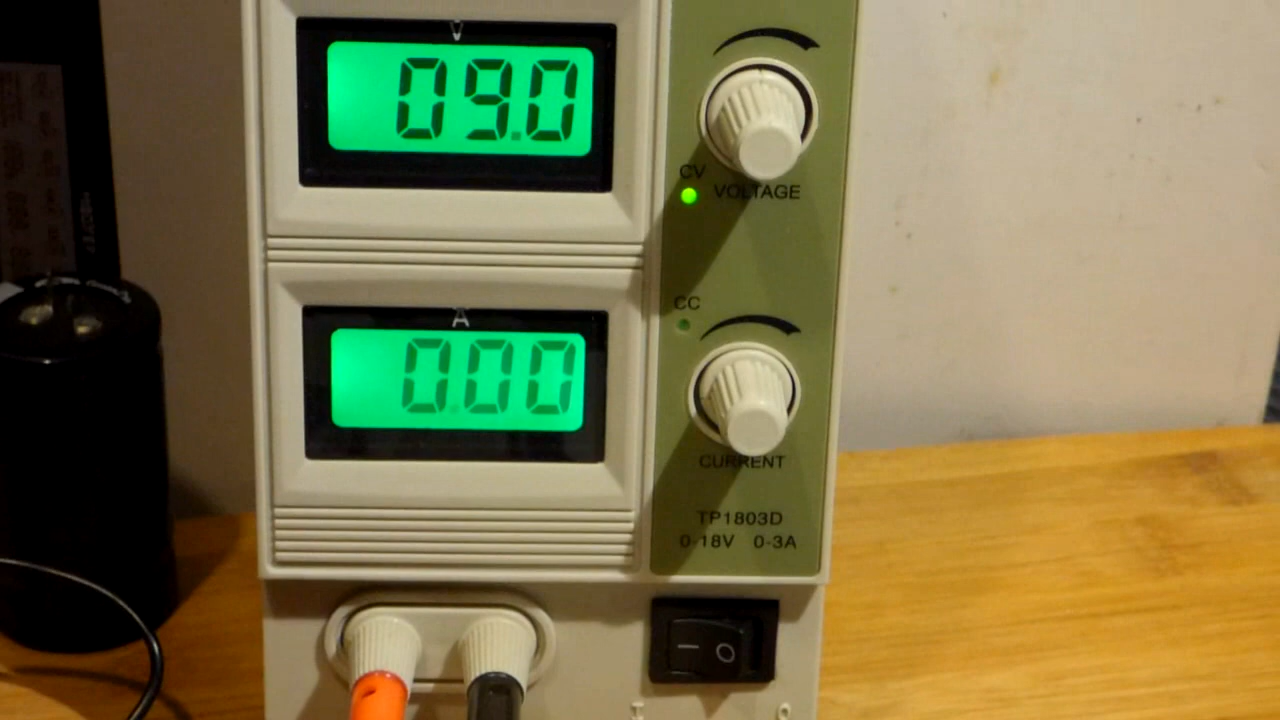 V
09.0
CV
VOLTAGE
A
0.00
CC
CURRENT
TP1803D
0-18V 0-3A